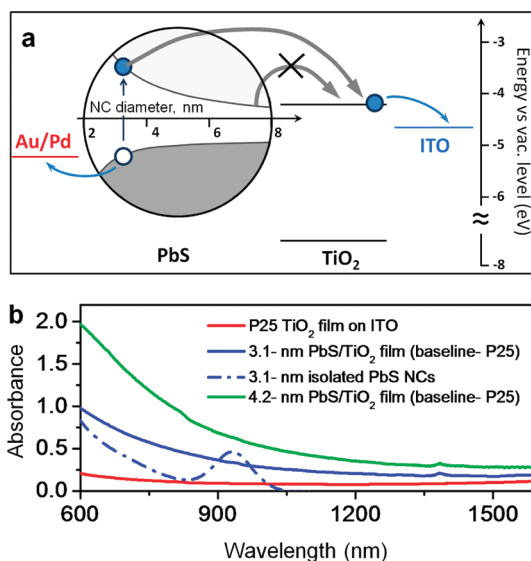 a
Energy vs vac. level (eV)
-3
-4
-5
-6
≈
-8
NC diameter, nm
2 4 6 8
Au/Pd
ITO
PbS
TiO₂
b
Absorbance
2.0
1.5
1.0
0.5
0.0
P25 TiO₂ film on ITO
3.1- nm PbS/TiO₂ film (baseline- P25)
3.1- nm isolated PbS NCs
4.2- nm PbS/TiO₂ film (baseline- P25)
600 900 1200 1500
Wavelength (nm)